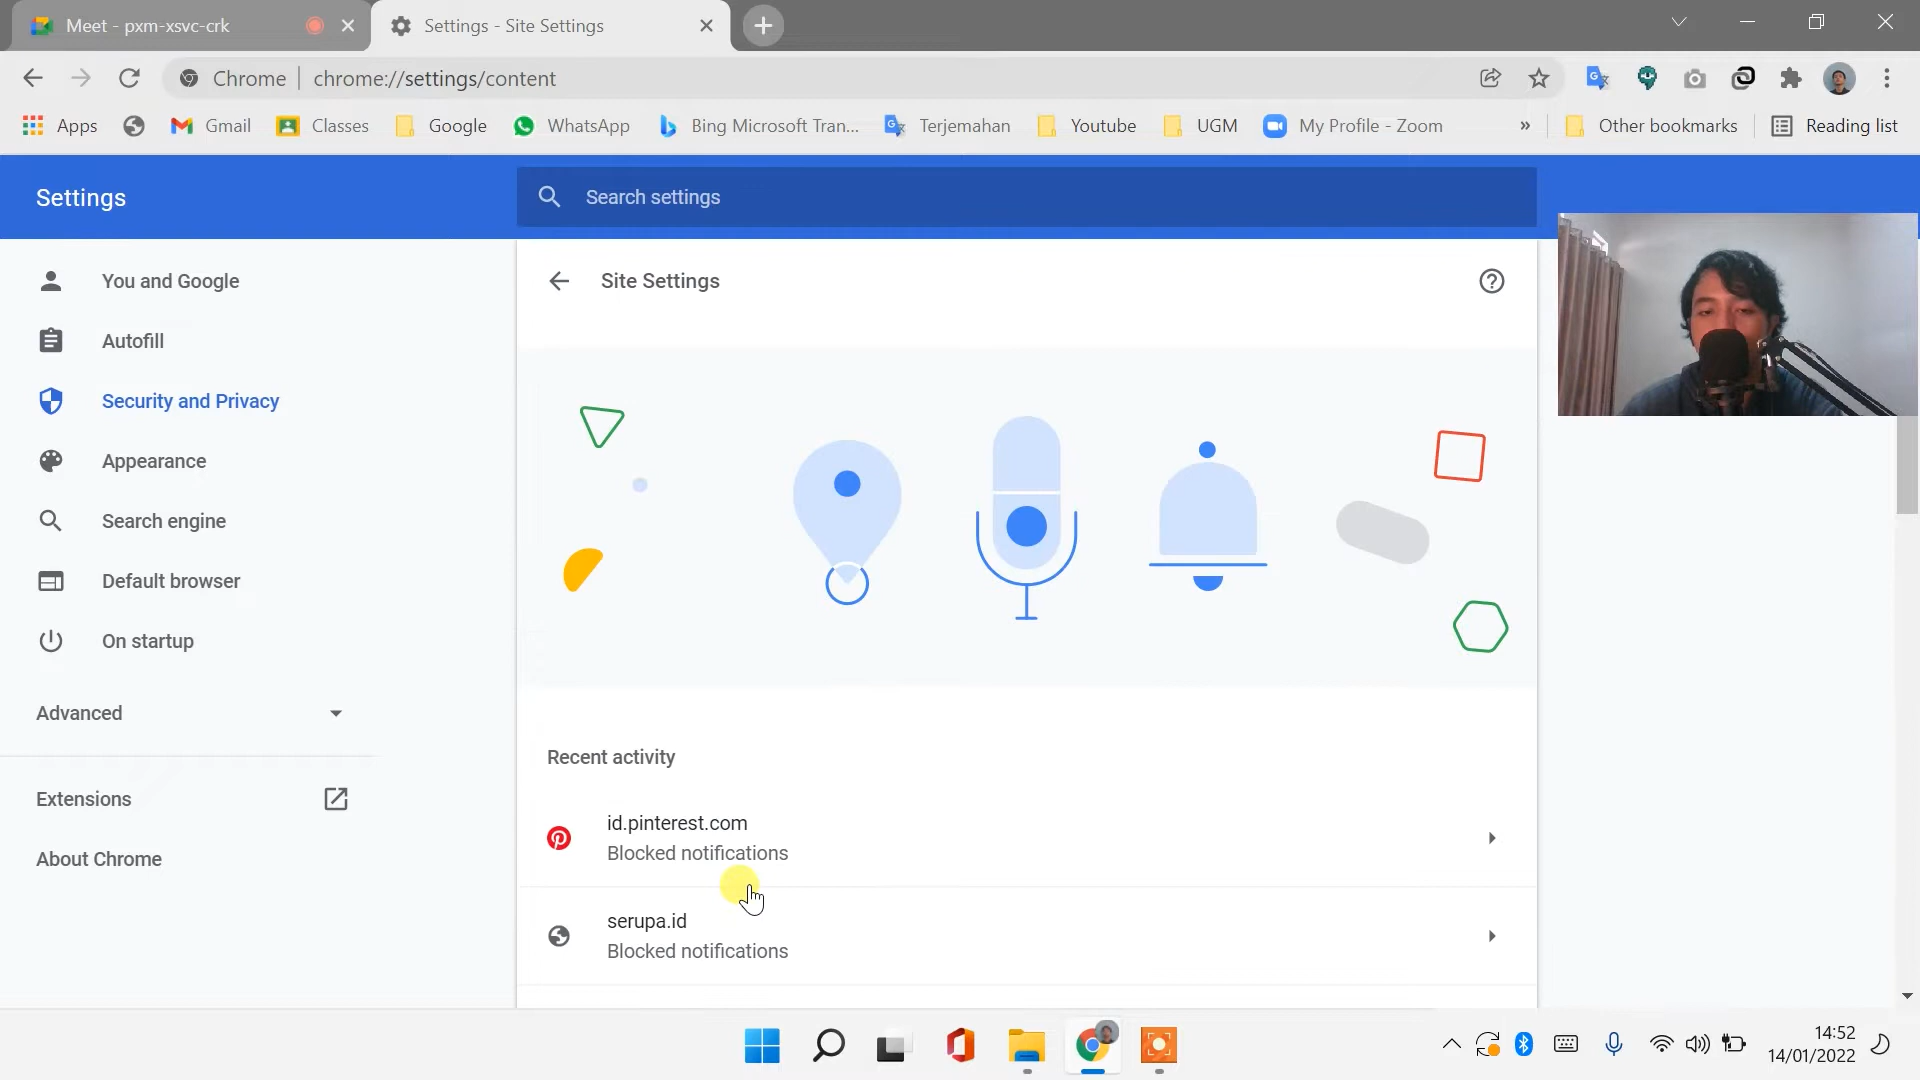 Meet - pxm-xsvc-crk
Settings - Site Settings
Chrome
chrome://settings/content
Apps
Gmail
Classes
Google
WhatsApp
Bing Microsoft Tran...
Terjemahan
Youtube
UGM
My Profile - Zoom
»
Other bookmarks
Reading list
Settings
Search settings
You and Google
Autofill
Security and Privacy
Appearance
Search engine
Default browser
On startup
Advanced
Extensions
About Chrome
Site Settings
Recent activity
id.pinterest.com
Blocked notifications
serupa.id
Blocked notifications
14:52
14/01/2022